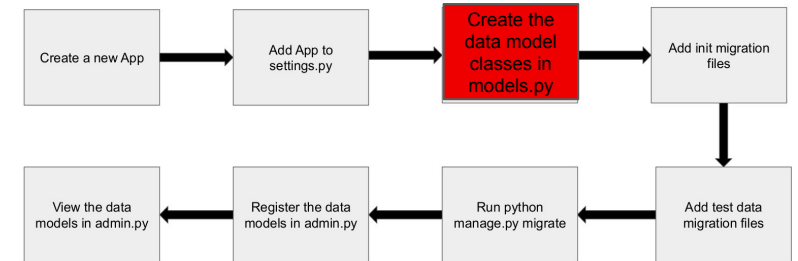 Create a new App
Add App to
settings.py
Create the
data model
classes in
models.py
Add init migration
files
Add test data
migration files
Run python
manage.py migrate
Register the data
models in admin.py
View the data
models in admin.py